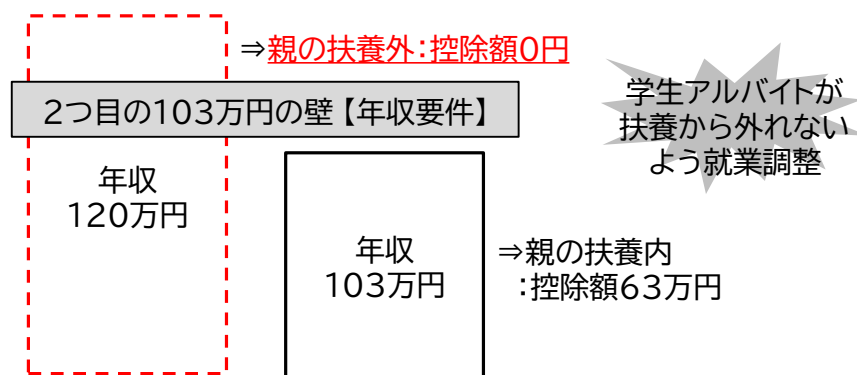 ⇒親の扶養外：控除額0円
2つ目の103万円の壁【年収要件】
学生アルバイトが
扶養から外れない
よう就業調整
年収
120万円
年収
103万円
⇒親の扶養内
：控除額63万円